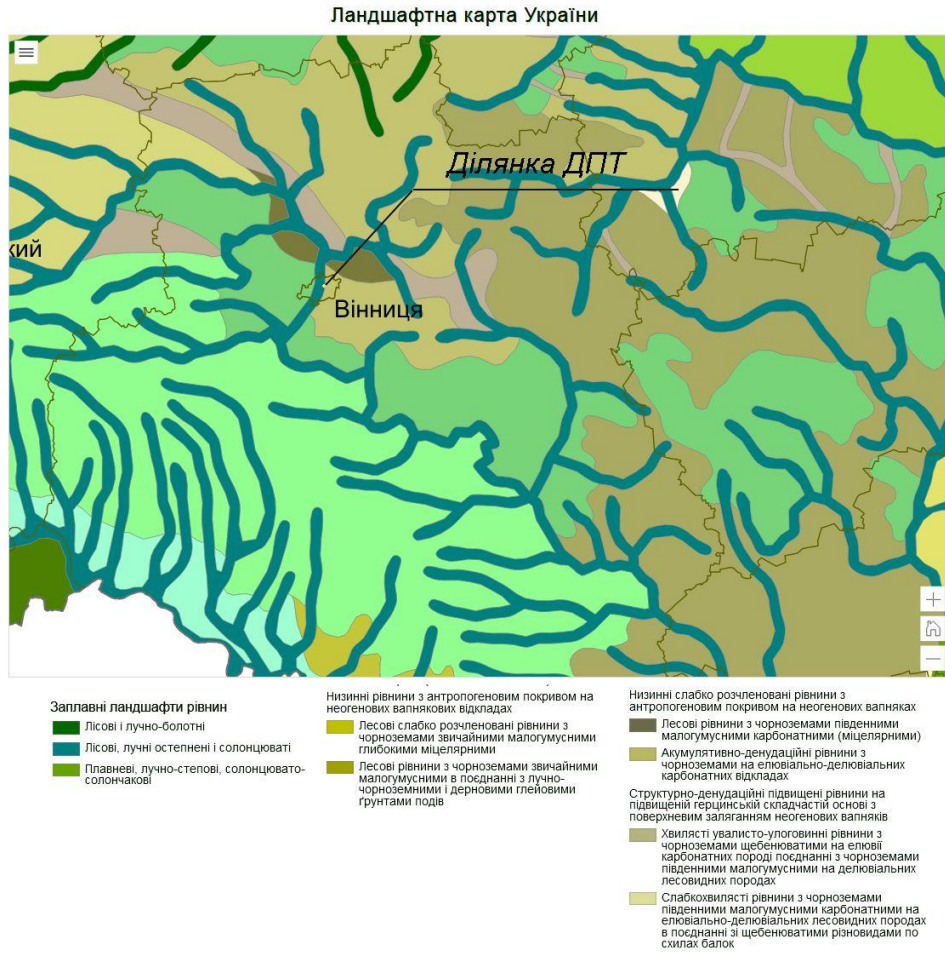 Ландшафтна карта України
Ділянка ДПТ
кий
Вінниця
Заплавні ландшафти рівнин
Лісові і лучно-болотні
Лісові, лучні остепнені і солонцюваті
Плавневі, лучно-степові, солонцювато-
солончакові
Низинні рівнини з антропогеновим покривом на
неогенових вапнякових відкладах
Лесові слабко розчленовані рівнини з
чорноземами звичайними малогумусними
глибокими міцелярними
Лесові рівнини з чорноземами звичайними
малогумусними в поєднанні з лучно-
чорноземними і дерновими глейовими
ґрунтами подів
Низинні слабко розчленовані рівнини з
антропогеновим покривом на неогенових вапняках
Лесові рівнини з чорноземами південними
малогумусними карбонатними (міцелярними)
Акумулятивно-денудаційні рівнини з
чорноземами на елювіально-делювіальних
карбонатних відкладах
Структурно-денудаційні підвищені рівнини на
підвищеній герцинській складчастій основі з
поверхневим заляганням неогенових вапняків
Хвилясті увалисто-улоговинні рівнини з
чорноземами щебенюватими на елювії
карбонатних породі поєднанні з чорноземами
південними малогумусними на делювіальних
лесовидних породах
Слабкохвилясті рівнини з чорноземами
південними малогумусними карбонатними на
елювіально-делювіальних лесовидних породах
в поєднанні зі щебенюватими різновидами по
схилах балок